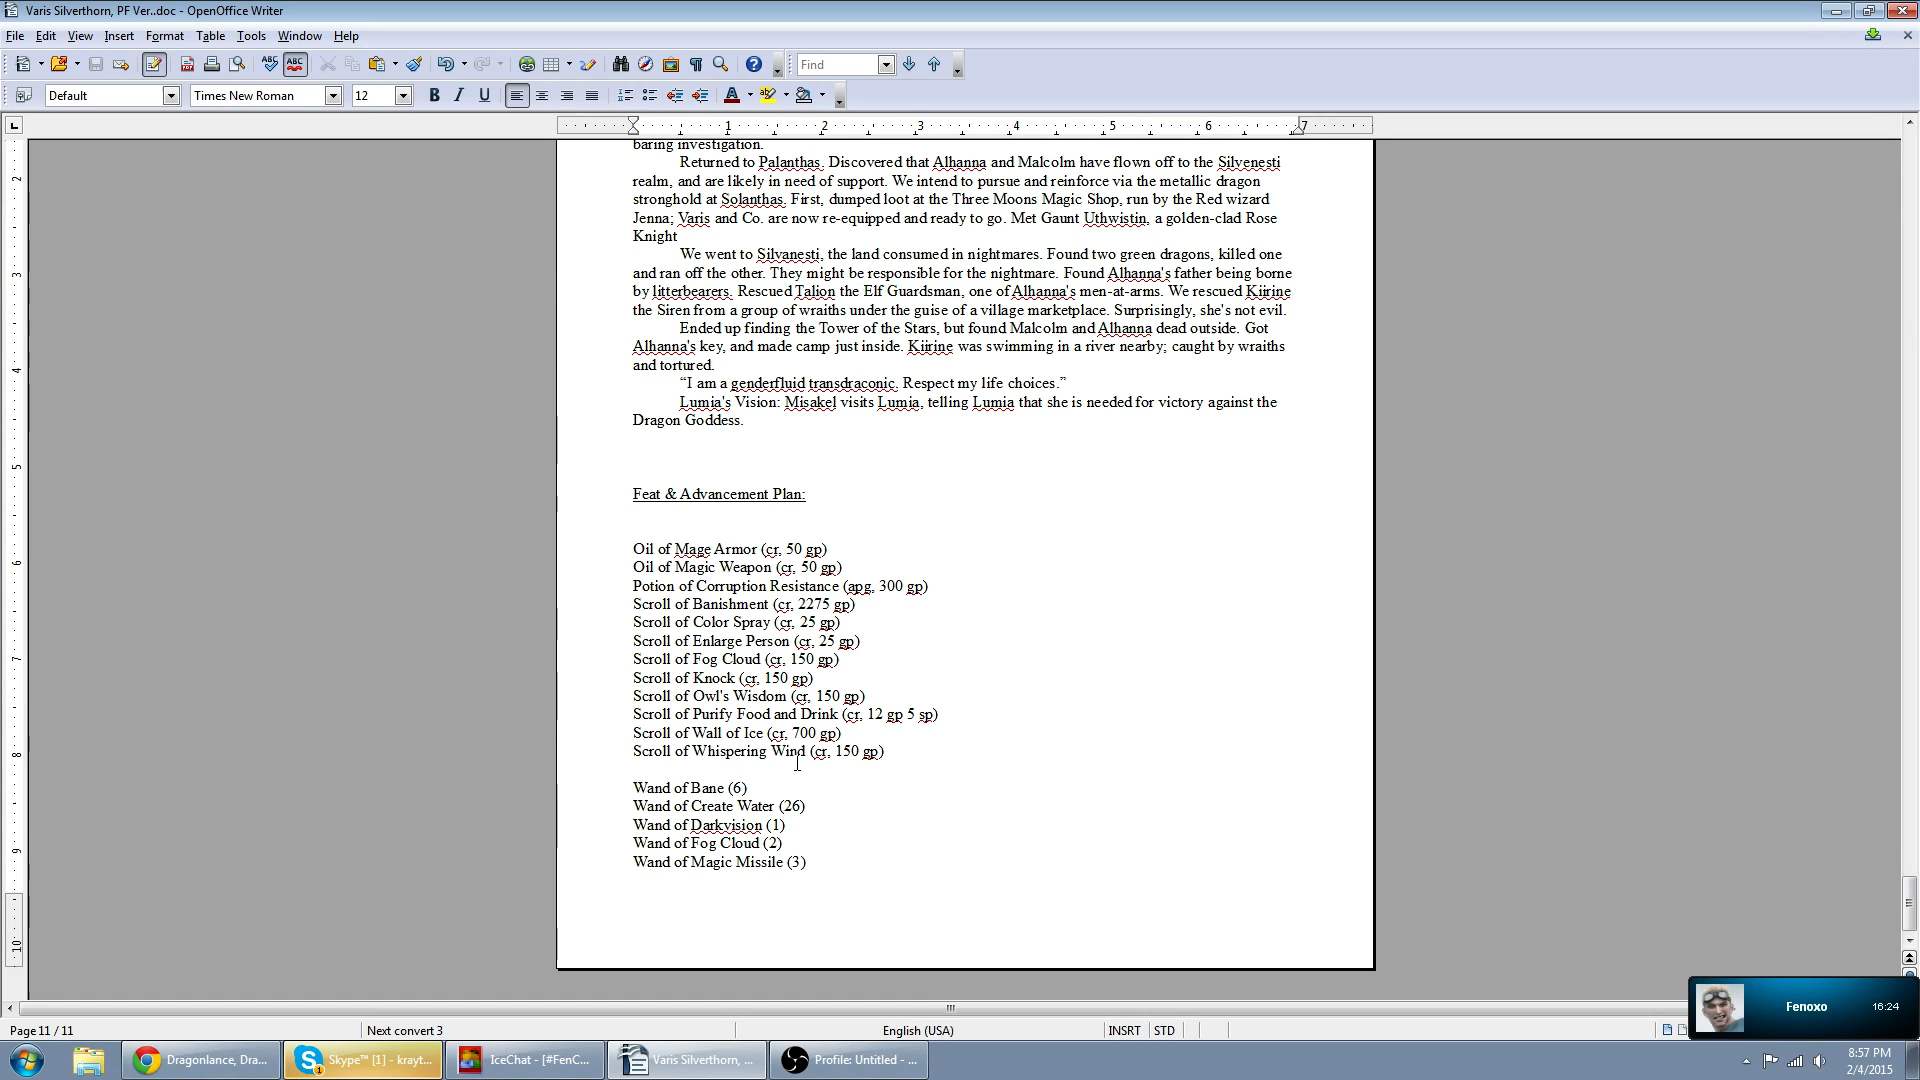 Varis Silverthorn, PF Ver..doc - OpenOffice Writer
File Edit View Insert Format Table Tools Window Help
Find
Default Times New Roman 12
1 2 3 4 5 6 7
baring investigation.
Returned to Palanthas. Discovered that Alhanna and Malcolm have flown off to the Silvenesti
realm, and are likely in need of support. We intend to pursue and reinforce via the metallic dragon
stronghold at Solanthas. First, dumped loot at the Three Moons Magic Shop, run by the Red wizard
Jenna; Varis and Co. are now re-equipped and ready to go. Met Gaunt Uthwistin, a golden-clad Rose
Knight
We went to Silvanesti, the land consumed in nightmares. Found two green dragons, killed one
and ran off the other. They might be responsible for the nightmare. Found Alhanna's father being borne
by litterbearers. Rescued Talion the Elf Guardsman, one of Alhanna's men-at-arms. We rescued Kiirine
the Siren from a group of wraiths under the guise of a village marketplace. Surprisingly, she's not evil.
Ended up finding the Tower of the Stars, but found Malcolm and Alhanna dead outside. Got
Alhanna's key, and made camp just inside. Kiirine was swimming in a river nearby; caught by wraiths
and tortured.
“I am a genderfluid transdraconic. Respect my life choices.”
Lumia's Vision: Misakel visits Lumia, telling Lumia that she is needed for victory against the
Dragon Goddess.
Feat & Advancement Plan:
Oil of Mage Armor (cr, 50 gp)
Oil of Magic Weapon (cr, 50 gp)
Potion of Corruption Resistance (apg, 300 gp)
Scroll of Banishment (cr, 2275 gp)
Scroll of Color Spray (cr, 25 gp)
Scroll of Enlarge Person (cr, 25 gp)
Scroll of Fog Cloud (cr, 150 gp)
Scroll of Knock (cr, 150 gp)
Scroll of Owl's Wisdom (cr, 150 gp)
Scroll of Purify Food and Drink (cr, 12 gp 5 sp)
Scroll of Wall of Ice (cr, 700 gp)
Scroll of Whispering Wind (cr, 150 gp)
Wand of Bane (6)
Wand of Create Water (26)
Wand of Darkvision (1)
Wand of Fog Cloud (2)
Wand of Magic Missile (3)
Fenoxo 16:24
Page 11 / 11 Next convert 3 English (USA) INSRT STD
Dragonlance, Dra... Skype™ [1] - krayt... IceChat - [#FenC... Varis Silverthorn, ... Profile: Untitled - ... 8:57 PM
2/4/2015